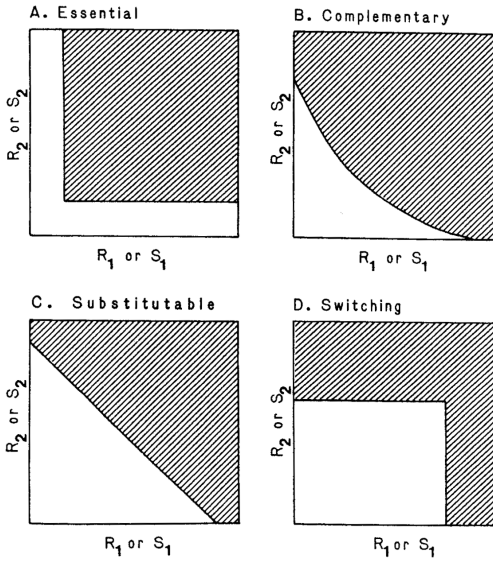 A. Essential
R2 or S2
R1 or S1
B. Complementary
R2 or S2
R1 or S1
C. Substitutable
R2 or S2
R1 or S1
D. Switching
R2 or S2
R1 or S1